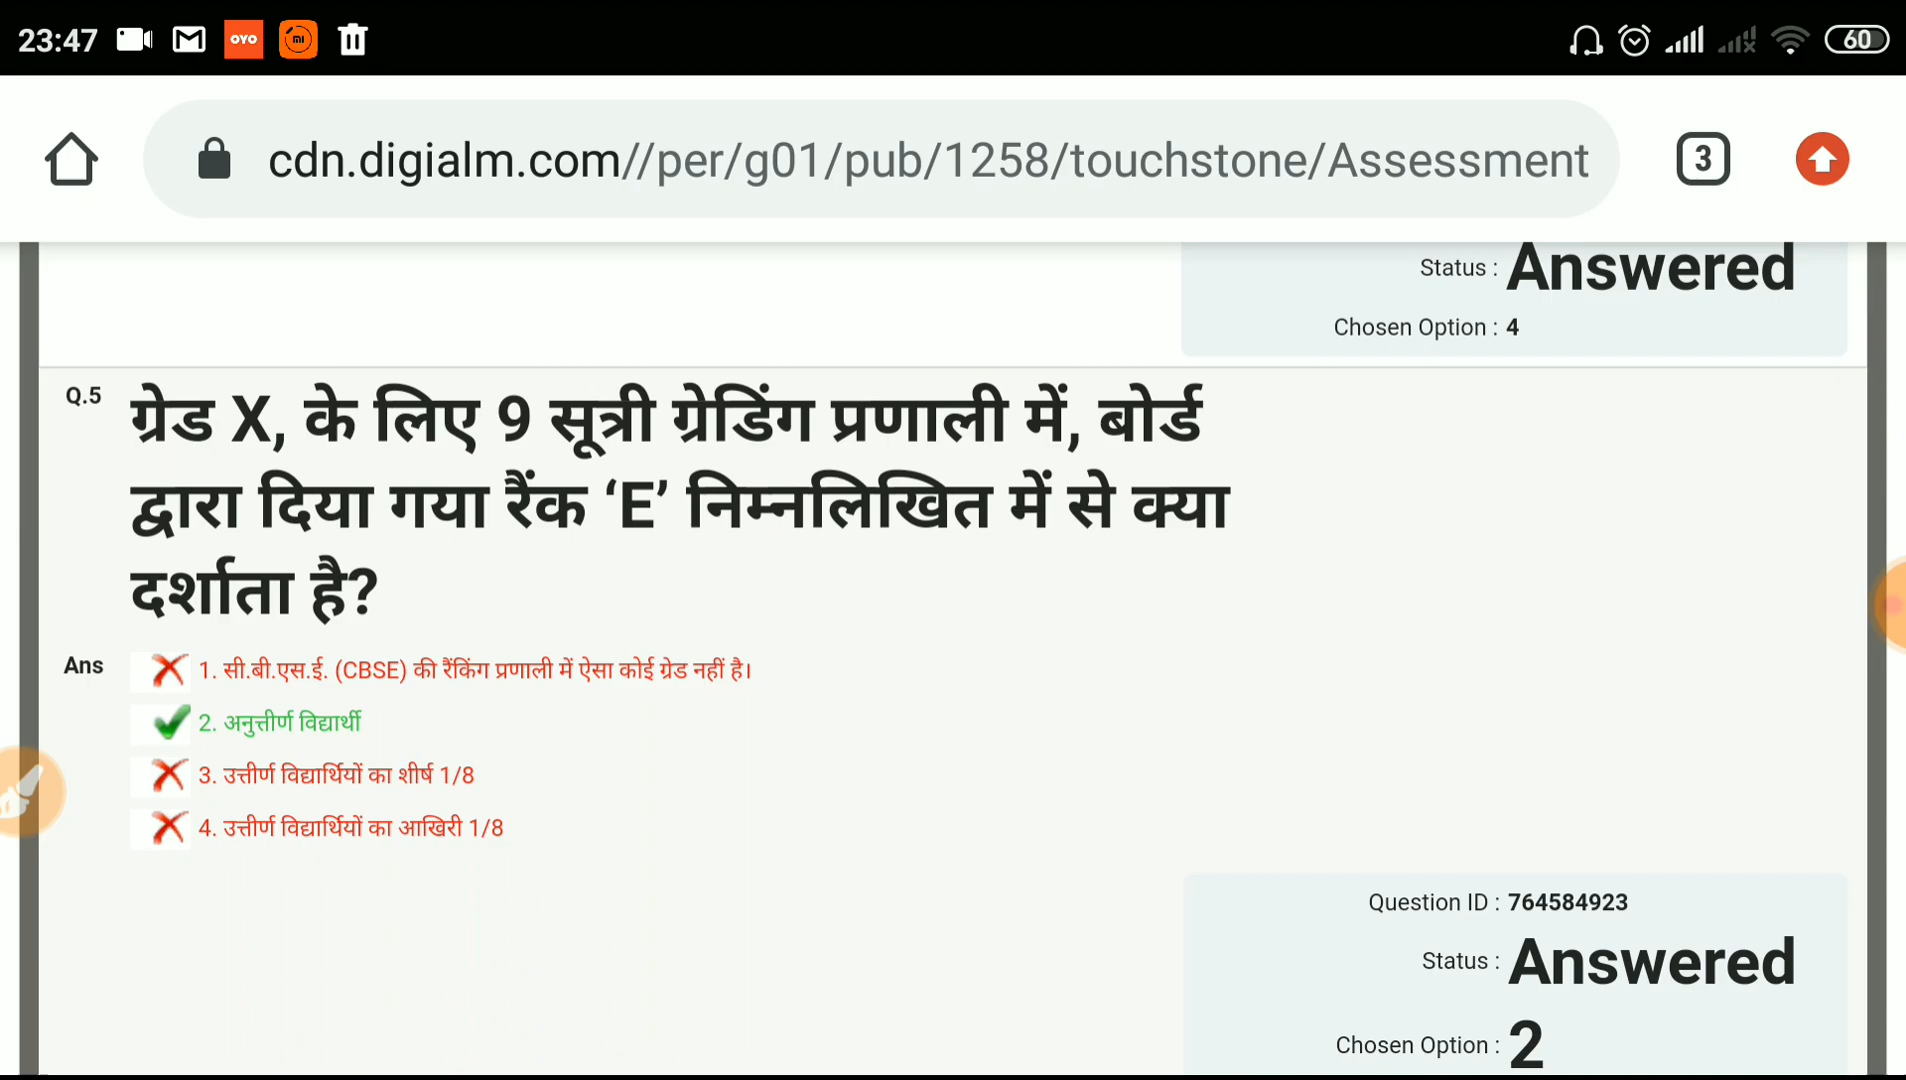 23:47
OYO
mi
60
cdn.digialm.com//per/g01/pub/1258/touchstone/Assessment
3
Status : Answered
Chosen Option : 4
Q.5 ग्रेड X, के लिए 9 सूत्री ग्रेडिंग प्रणाली में, बोर्ड
द्वारा दिया गया रैंक ‘E’ निम्नलिखित में से क्या
दर्शाता है?
Ans 1. सी.बी.एस.ई. (CBSE) की रैंकिंग प्रणाली में ऐसा कोई ग्रेड नहीं है।
2. अनुत्तीर्ण विद्यार्थी
3. उत्तीर्ण विद्यार्थियों का शीर्ष 1/8
4. उत्तीर्ण विद्यार्थियों का आखिरी 1/8
Question ID : 764584923
Status : Answered
Chosen Option : 2